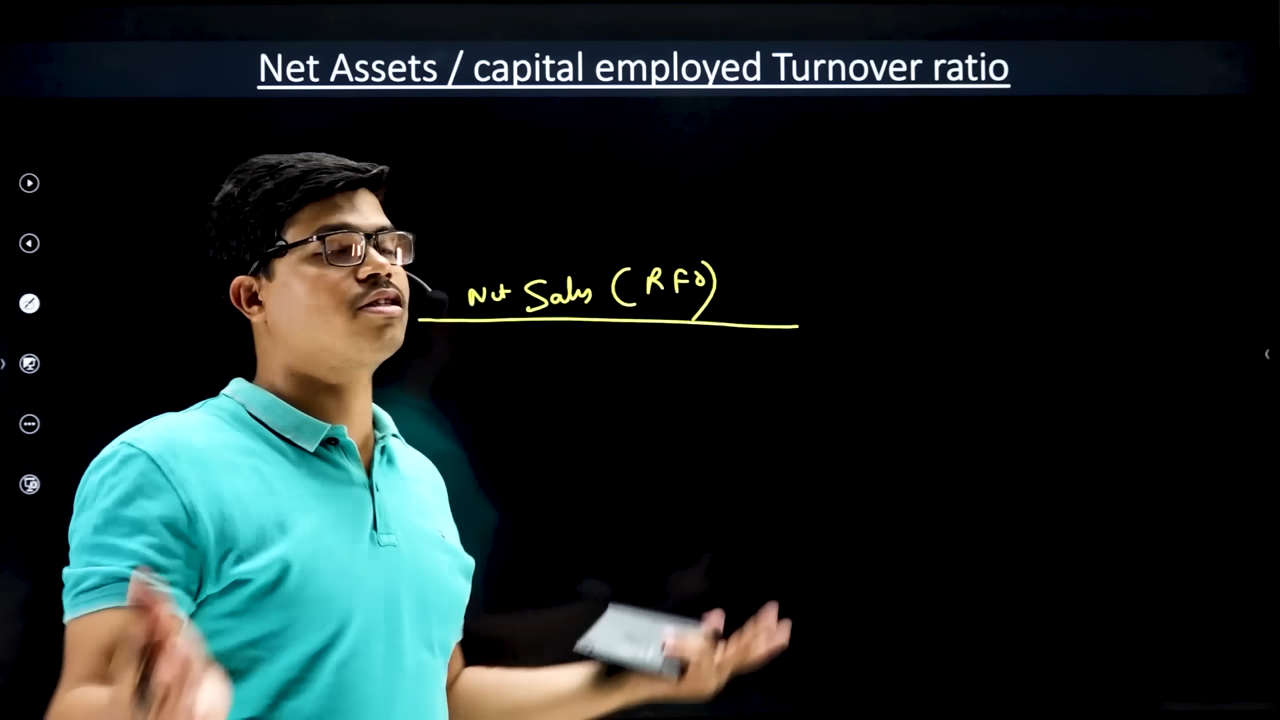 Net Assets / capital employed Turnover ratio
Net Sales (RFO)